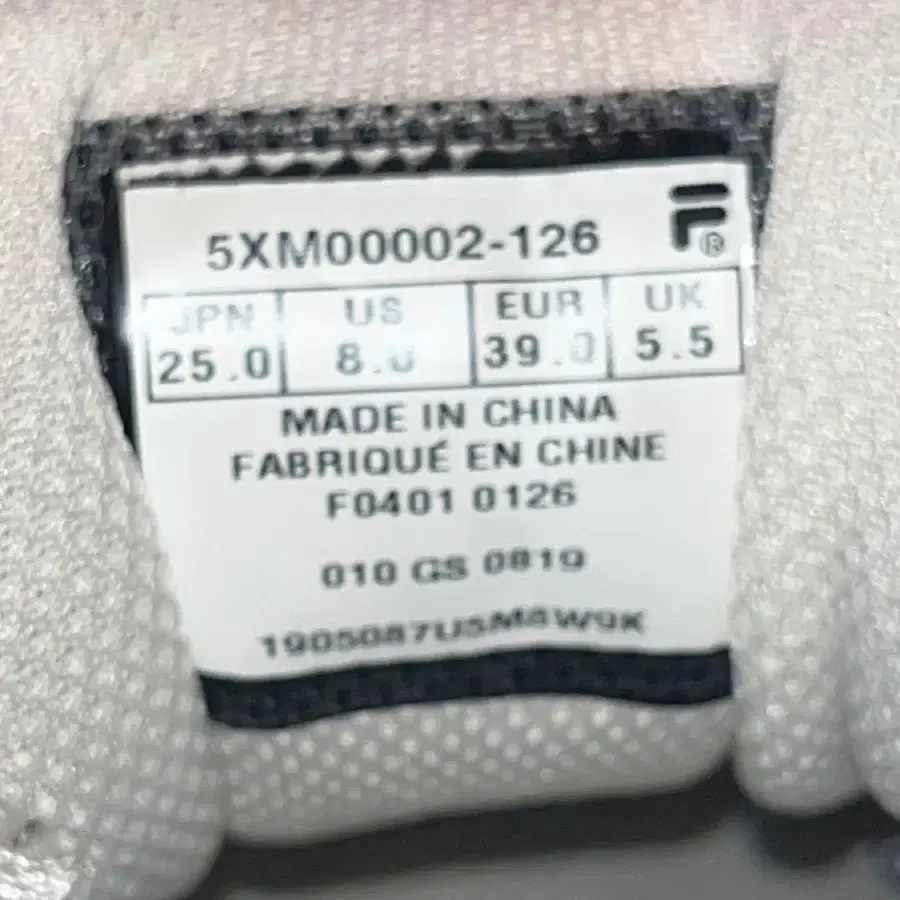 5XM00002-126 F®
JPN US EUR UK
25.0 8.0 39.0 5.5
MADE IN CHINA
FABRIQUÉ EN CHINE
F0401 0126
010 GS 0819